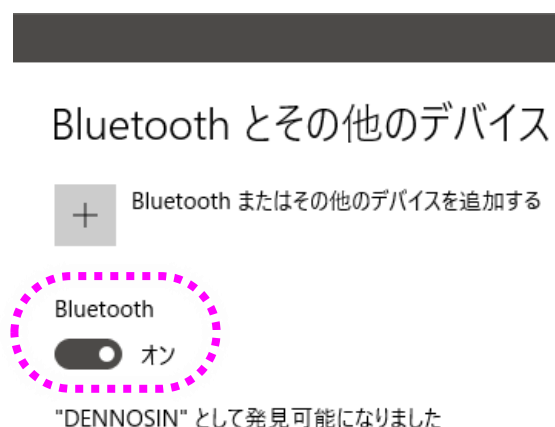 Bluetooth とその他のデバイス
Bluetooth またはその他のデバイスを追加する
Bluetooth
オン
"DENNOSIN" として発見可能になりました